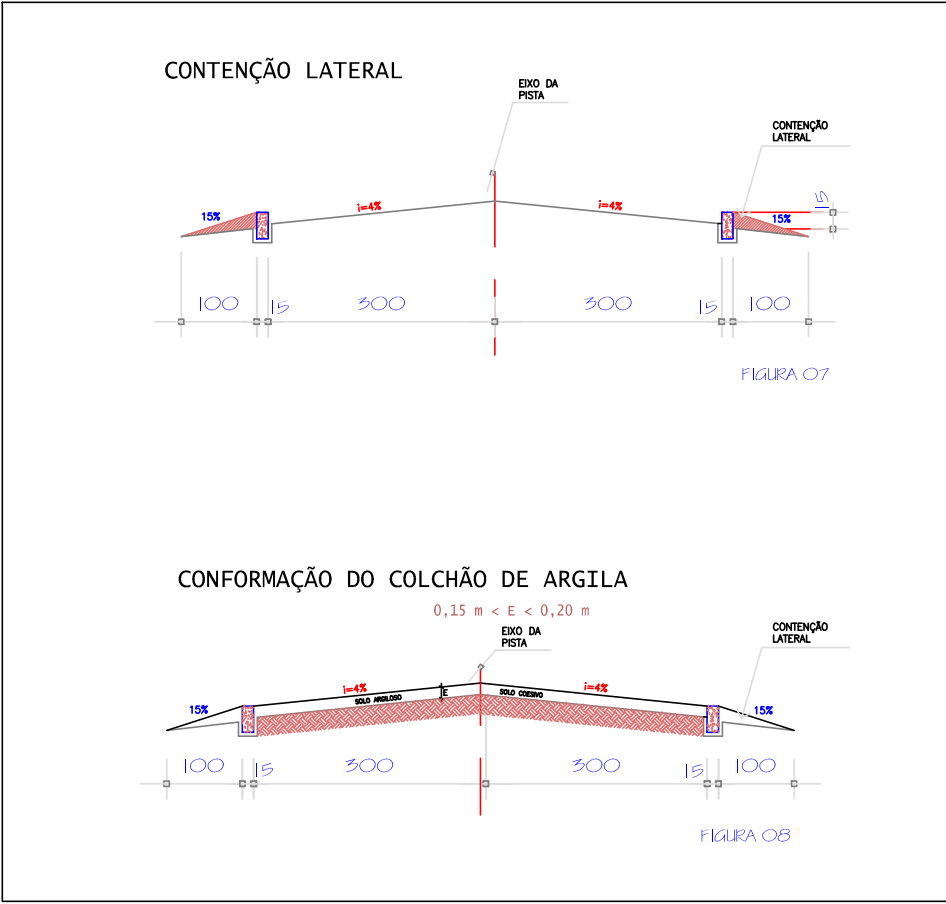 CONTENÇÃO LATERAL
EIXO DA
PISTA
CONTENÇÃO
LATERAL
15%
i=4%
i=4%
15%
15
100
15
300
300
15
100
FIGURA 07
CONFORMAÇÃO DO COLCHÃO DE ARGILA
0,15 m < E < 0,20 m
EIXO DA
PISTA
CONTENÇÃO
LATERAL
15%
i=4%
SOLO ARGILOSO
E
SOLO COESIVO
i=4%
15%
100
15
300
300
15
100
FIGURA 08